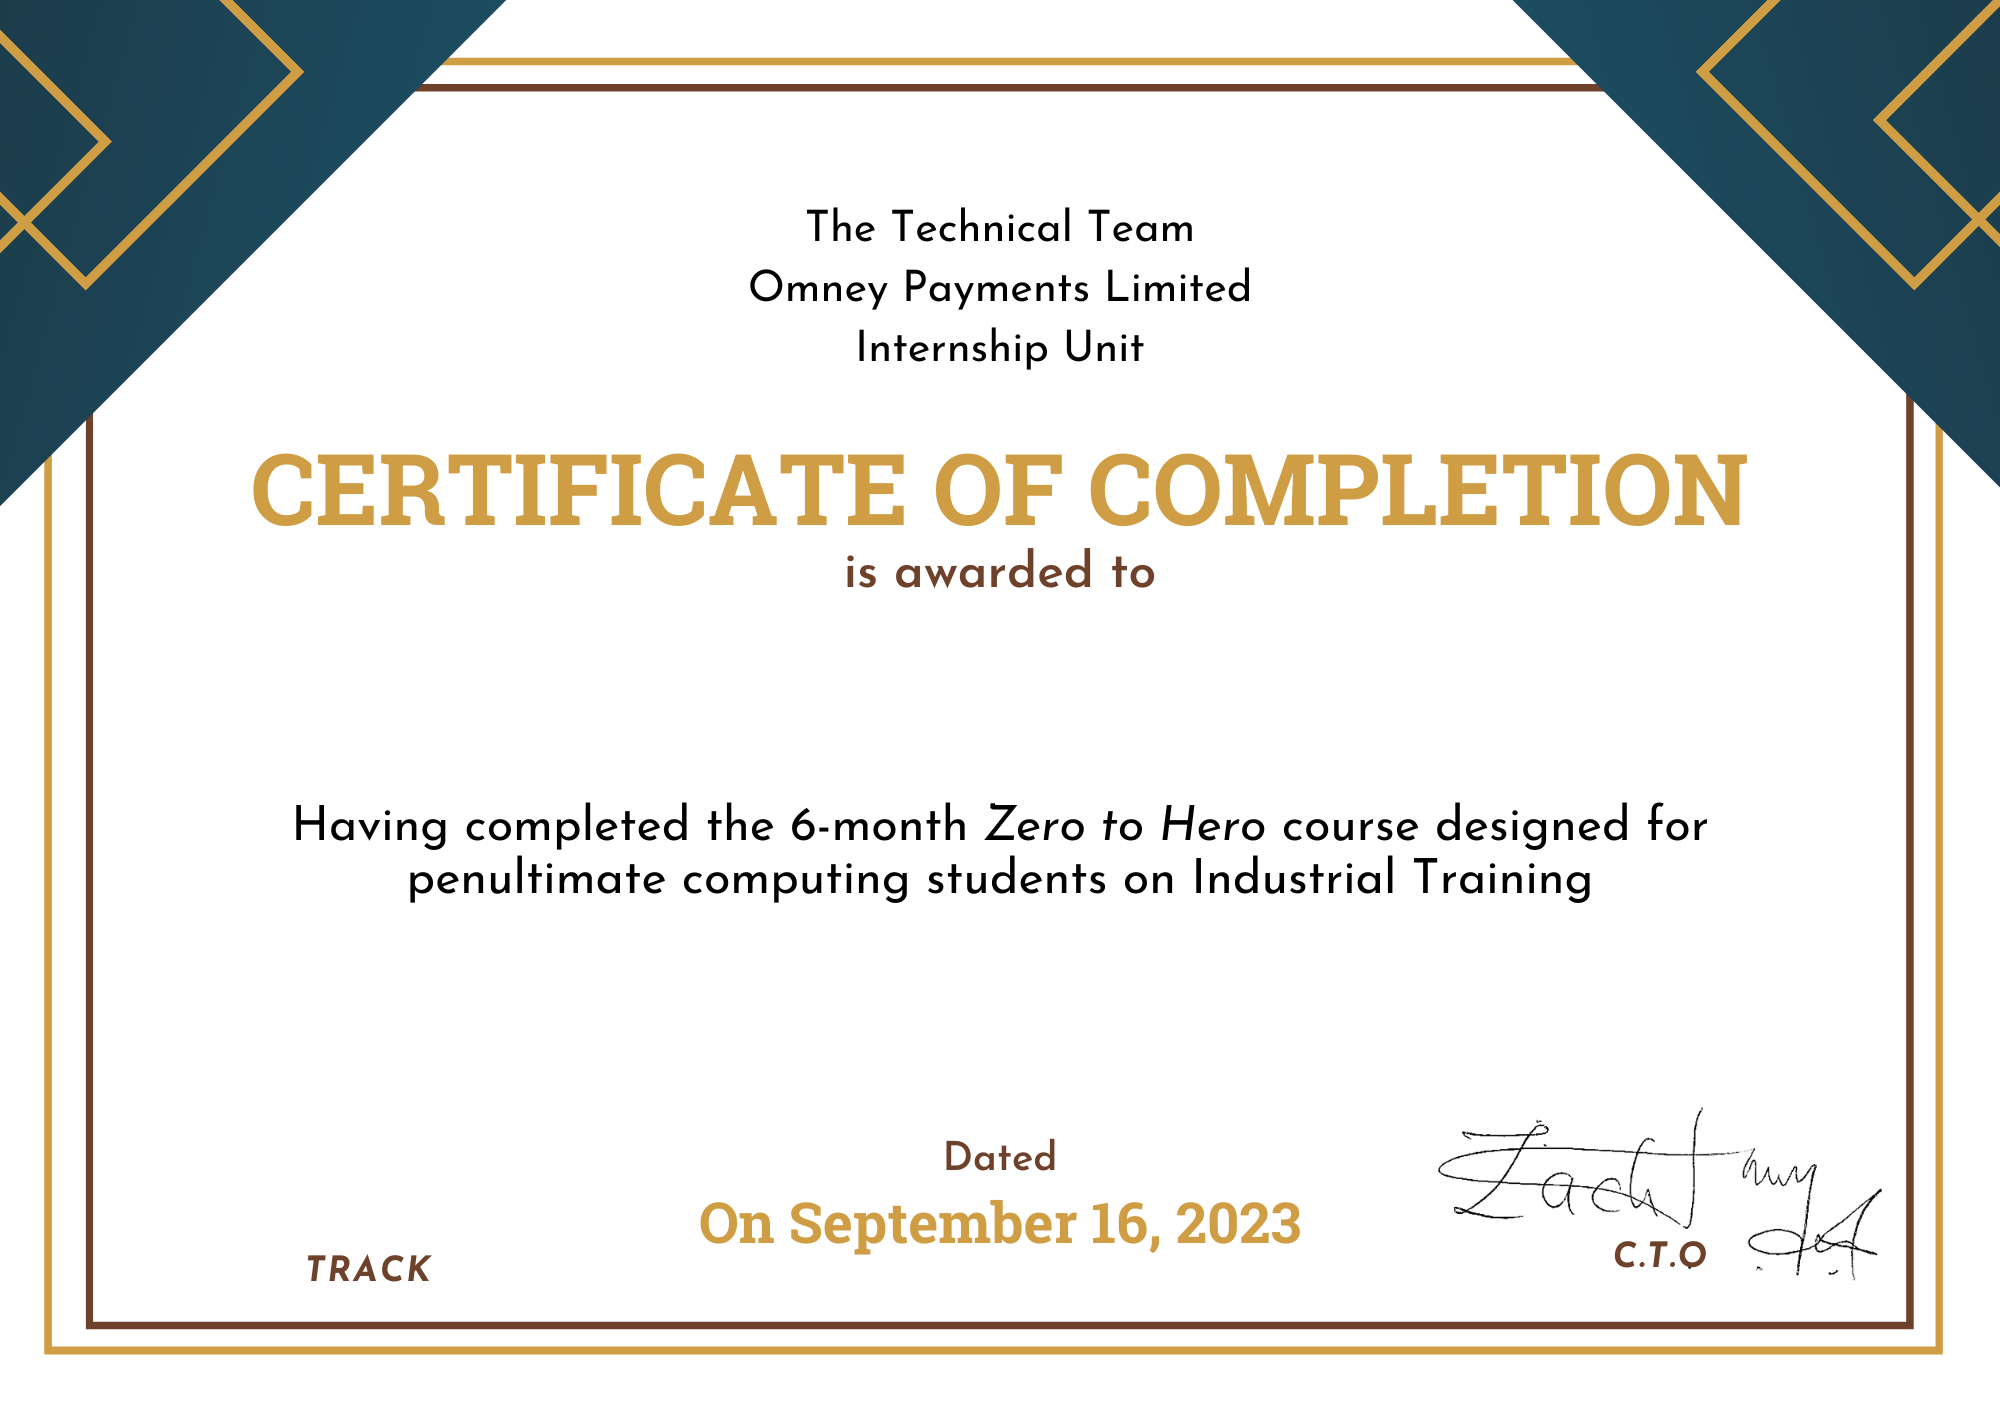 The Technical Team
Omney Payments Limited
Internship Unit
CERTIFICATE OF COMPLETION
is awarded to
Having completed the 6-month Zero to Hero course designed for
penultimate computing students on Industrial Training
Dated
On September 16, 2023
TRACK
C.T.O